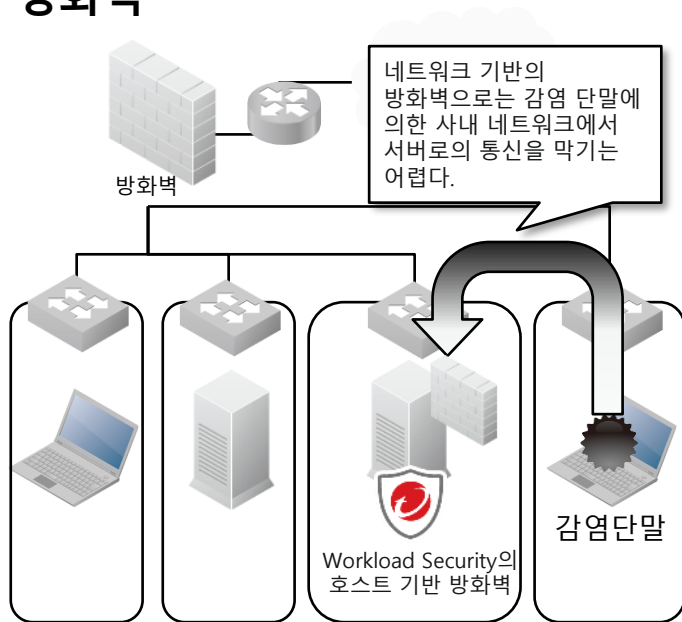 방화벽
네트워크 기반의
방화벽으로는 감염 단말에
의한 사내 네트워크에서
서버로의 통신을 막기는
어렵다.
방화벽
감염단말
Workload Security의
호스트 기반 방화벽